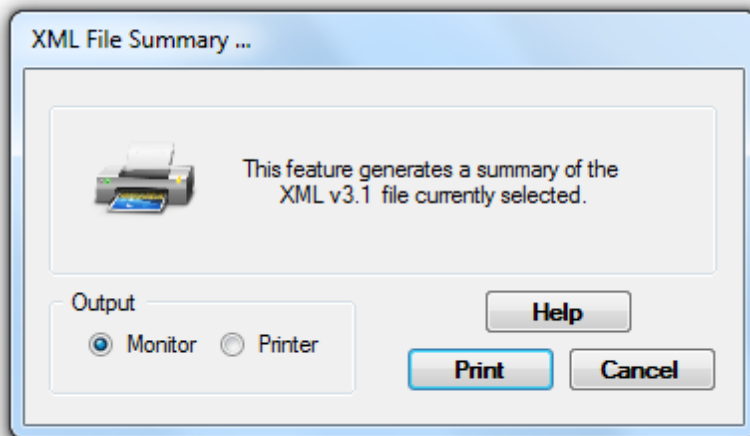 XML File Summary ...
This feature generates a summary of the
XML v3.1 file currently selected.
Output
Monitor
Printer
Help
Print
Cancel